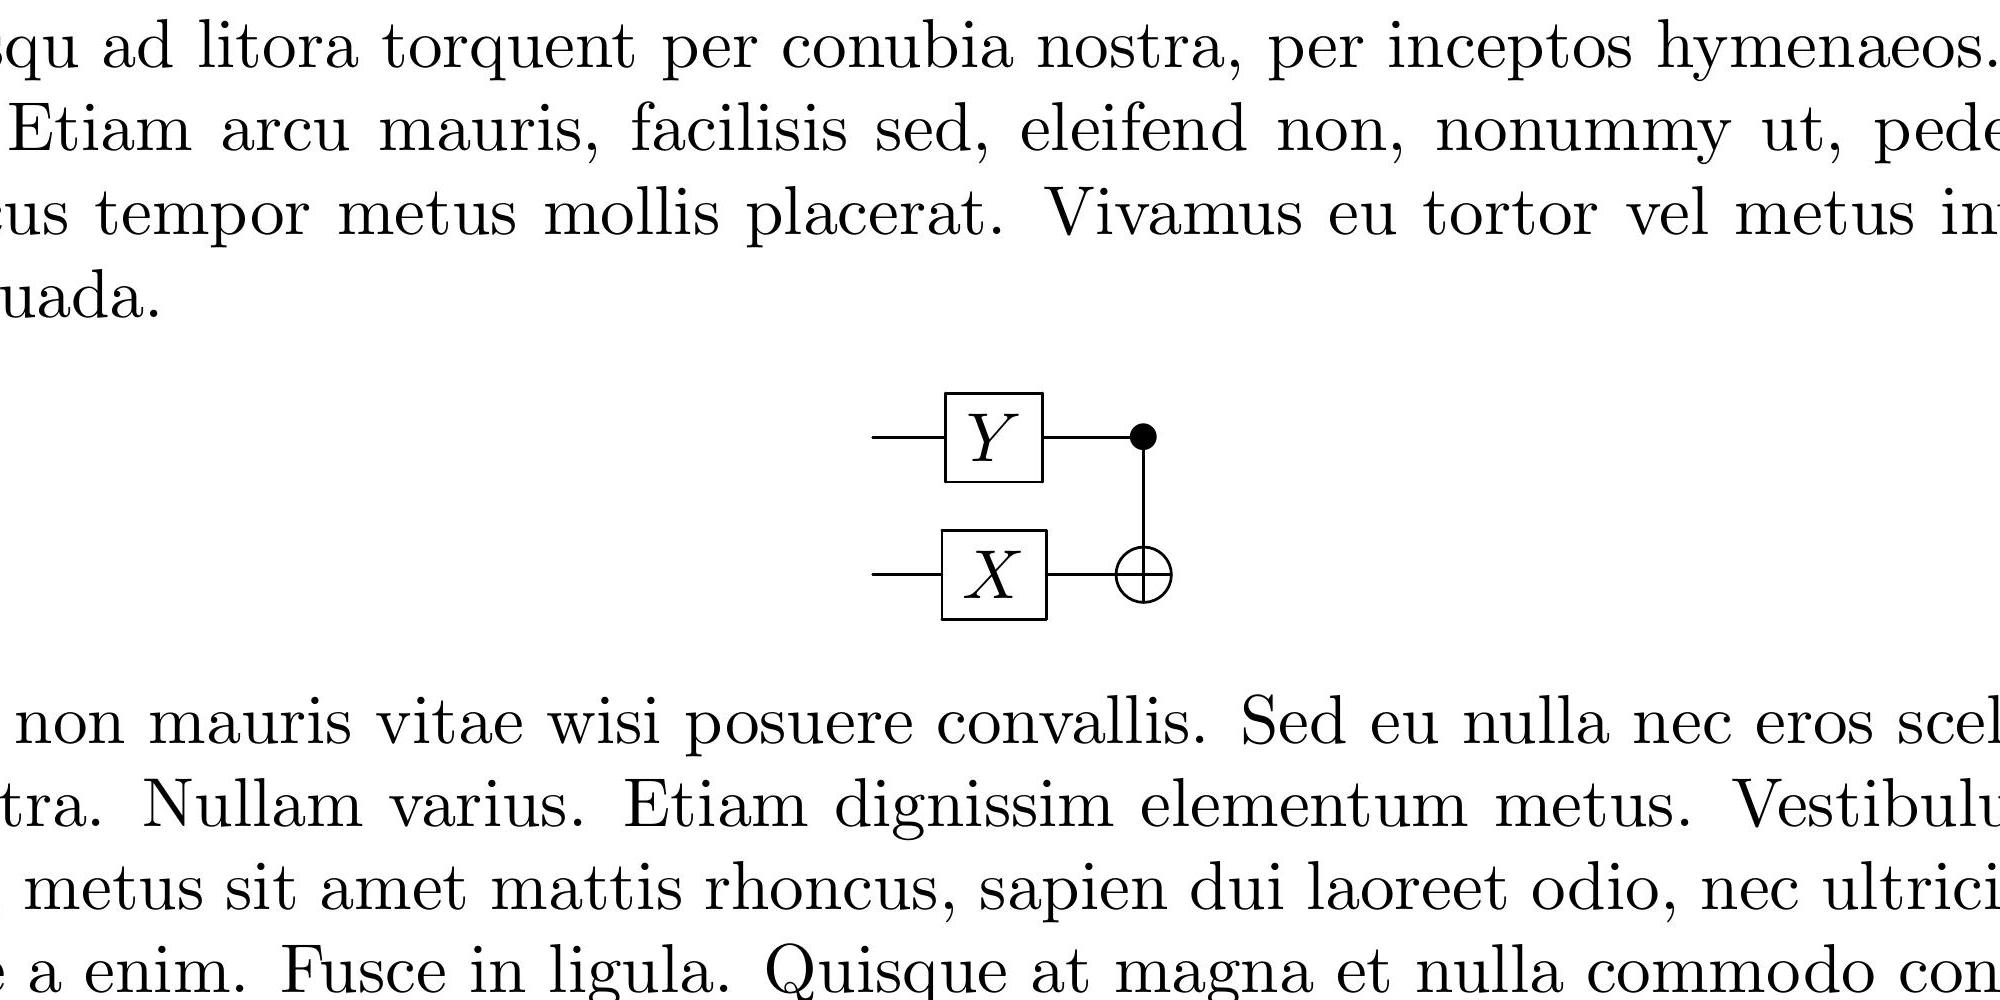 squ ad litora torquent per conubia nostra, per inceptos hymenaeos.
Etiam arcu mauris, facilisis sed, eleifend non, nonummy ut, pede
cus tempor metus mollis placerat. Vivamus eu tortor vel metus in
uada.
Y
X
non mauris vitae wisi posuere convallis. Sed eu nulla nec eros scel
tra. Nullam varius. Etiam dignissim elementum metus. Vestibulu
metus sit amet mattis rhoncus, sapien dui laoreet odio, nec ultrici
e a enim. Fusce in ligula. Quisque at magna et nulla commodo con